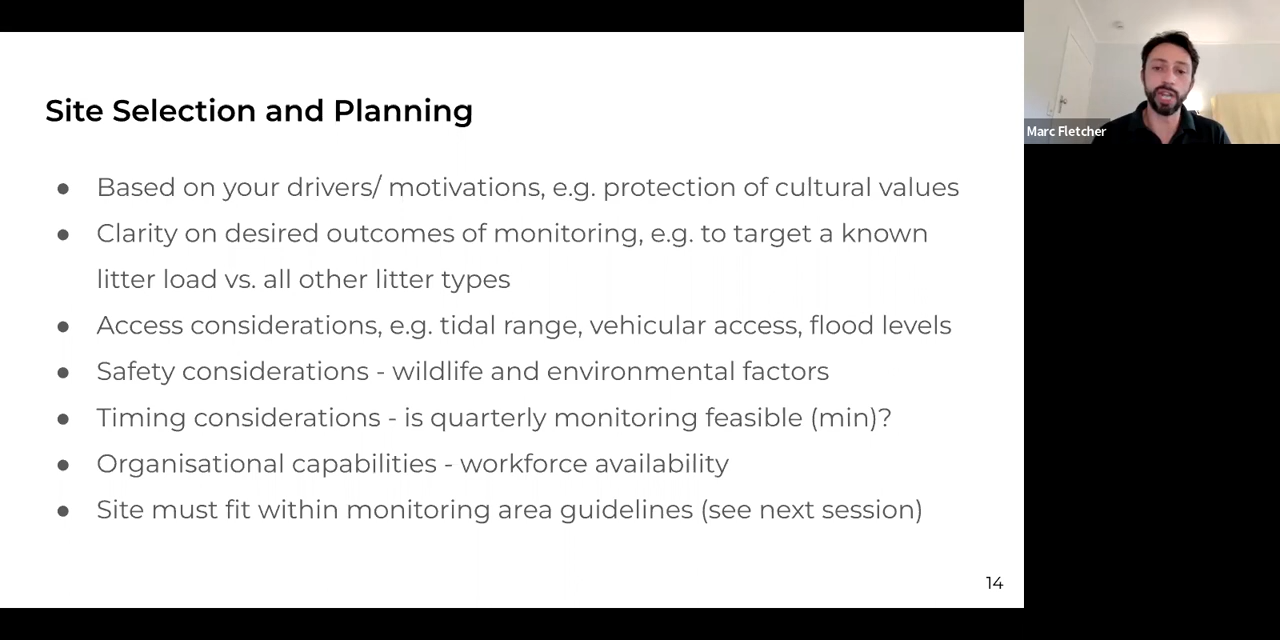 Site Selection and Planning
● Based on your drivers/ motivations, e.g. protection of cultural values
● Clarity on desired outcomes of monitoring, e.g. to target a known
litter load vs. all other litter types
● Access considerations, e.g. tidal range, vehicular access, flood levels
● Safety considerations - wildlife and environmental factors
● Timing considerations - is quarterly monitoring feasible (min)?
● Organisational capabilities - workforce availability
● Site must fit within monitoring area guidelines (see next session)
14
Marc Fletcher